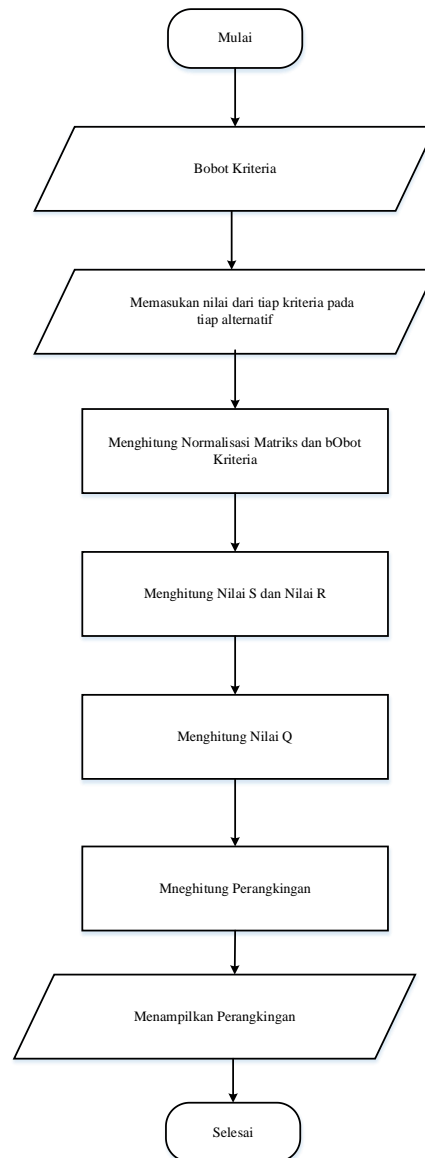 Mulai
Bobot Kriteria
Memasukan nilai dari tiap kriteria pada
tiap alternatif
Menghitung Normalisasi Matriks dan bObot
Kriteria
Menghitung Nilai S dan Nilai R
Menghitung Nilai Q
Mneghitung Perangkingan
Menampilkan Perangkingan
Selesai